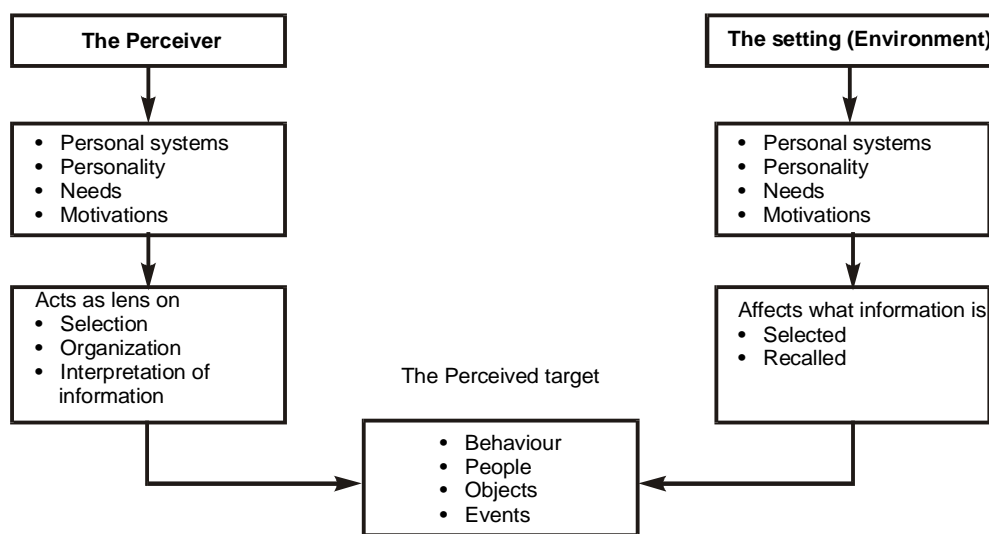 The Perceiver
• Personal systems
• Personality
• Needs
• Motivations
Acts as lens on
• Selection
• Organization
• Interpretation of
information
The setting (Environment)
• Personal systems
• Personality
• Needs
• Motivations
Affects what information is
• Selected
• Recalled
The Perceived target
• Behaviour
• People
• Objects
• Events